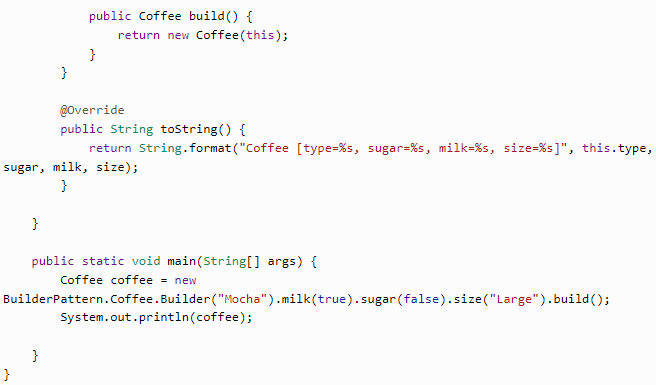 public Coffee build() {
                return new Coffee(this);
            }
        }

        @Override
        public String toString() {
            return String.format("Coffee [type=%s, sugar=%s, milk=%s, size=%s]", this.type,
sugar, milk, size);
        }

    }

    public static void main(String[] args) {
        Coffee coffee = new
BuilderPattern.Coffee.Builder("Mocha").milk(true).sugar(false).size("Large").build();
        System.out.println(coffee);

    }
}